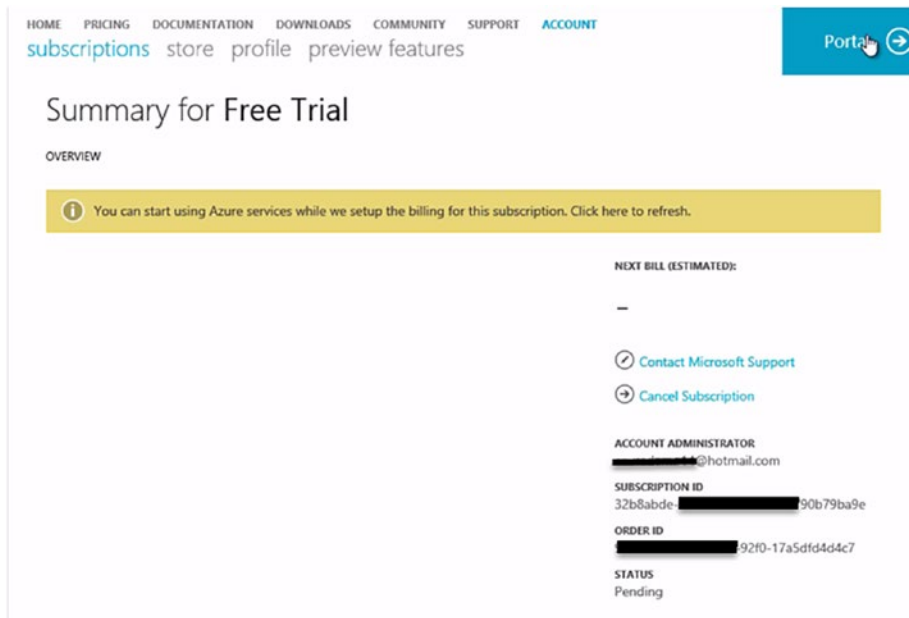 HOME PRICING DOCUMENTATION DOWNLOADS COMMUNITY SUPPORT ACCOUNT
subscriptions store profile preview features
Portal
Summary for Free Trial
OVERVIEW
You can start using Azure services while we setup the billing for this subscription. Click here to refresh.
NEXT BILL (ESTIMATED):
–
Contact Microsoft Support
Cancel Subscription
ACCOUNT ADMINISTRATOR
@hotmail.com
SUBSCRIPTION ID
32b8abde- 90b79ba9e
ORDER ID
-92f0-17a5dfd4d4c7
STATUS
Pending